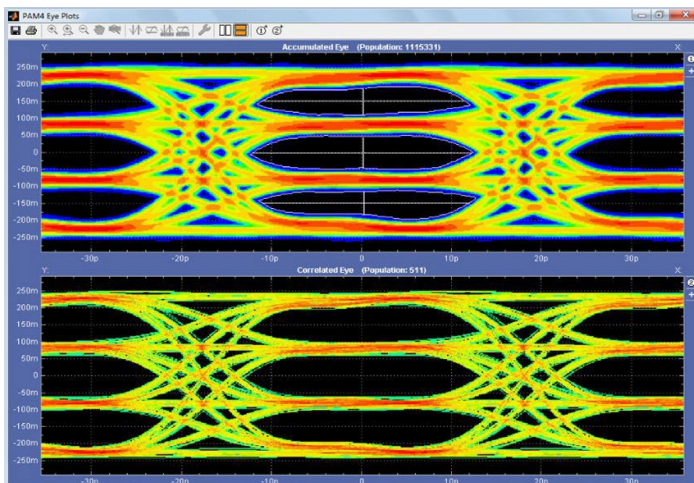 PAM4 Eye Plots
Y: Accumulated Eye (Population: 1115331) X:
250m
200m
150m
100m
50m
0
-50m
-100m
-150m
-200m
-30p -20p -10p 0 10p 20p 30p
Y: Correlated Eye (Population: 511) X:
250m
200m
150m
100m
50m
0
-50m
-100m
-150m
-200m
-250m
-30p -20p -10p 0 10p 20p 30p